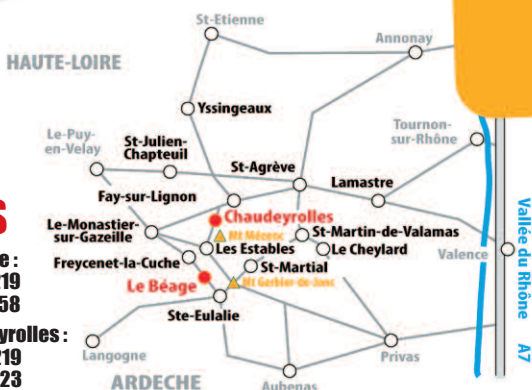 St-Etienne
Annonay
HAUTE-LOIRE
Yssingeaux
Tournon-
sur-Rhône
Le-Puy-
en-Velay
St-Julien-
Chapteuil
St-Agrève
Lamastre
Fay-sur-Lignon
Chaudeyrolles
Mt Mézenc
Le-Monastier-
sur-Gazeille
St-Martin-de-Valamas
Les Estables
Le Cheylard
Valence
Vallée du Rhône A7
Freycenet-la-Cuche
St-Martial
Le Béage
Mt Gerbier-de-Jonc
Ste-Eulalie
S
e :
219
58
yrolles :
219
23
Langogne
Privas
ARDECHE
Aubenas